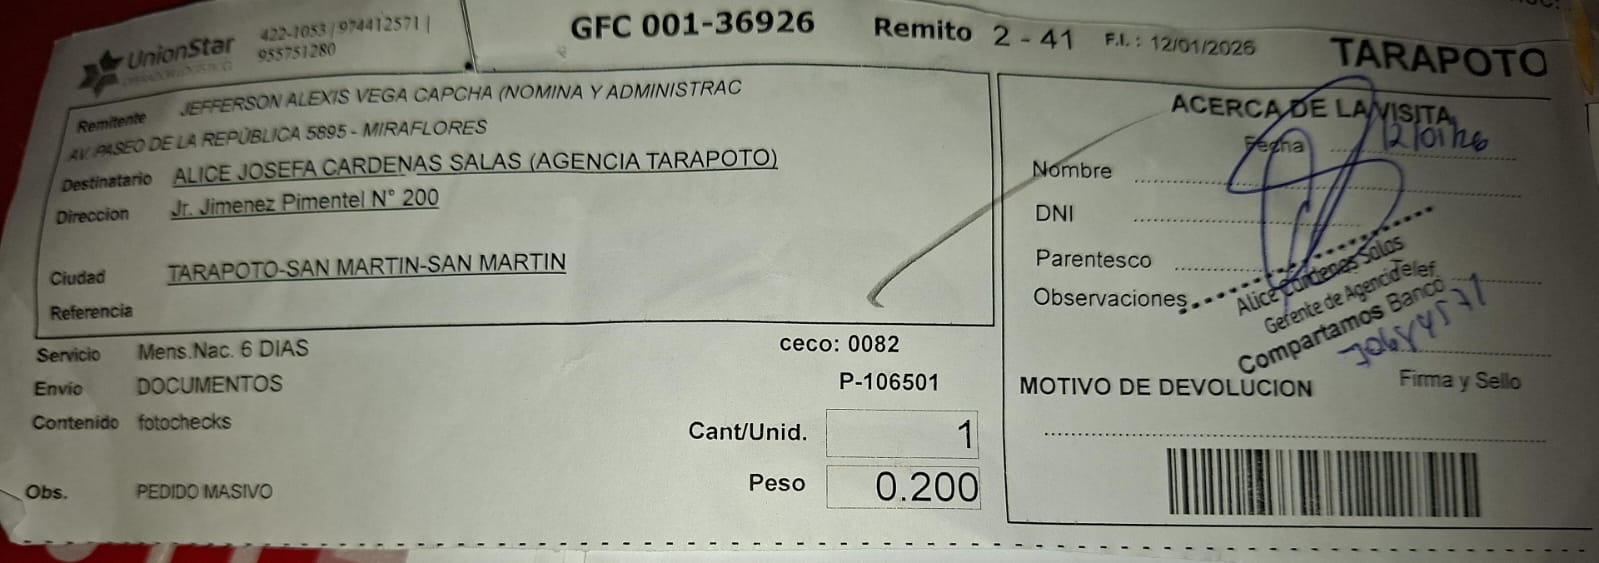 UnionStar
422-1053 / 974412571 |
955751280
GFC 001-36926
Remito 2 - 41 F.I.: 12/01/2026
TARAPOTO
Remitente JEFFERSON ALEXIS VEGA CAPCHA (NOMINA Y ADMINISTRAC
AV. PASEO DE LA REPÚBLICA 5895 - MIRAFLORES
Destinatario ALICE JOSEFA CARDENAS SALAS (AGENCIA TARAPOTO)
Direccion Jr. Jimenez Pimentel N° 200
Ciudad TARAPOTO-SAN MARTIN-SAN MARTIN
Referencia
Servicio Mens.Nac. 6 DIAS
Envio DOCUMENTOS
Contenido fotochecks
Obs. PEDIDO MASIVO
ceco: 0082
P-106501
Cant/Unid. 1
Peso 0.200
ACERCA DE LA VISITA
Fecha 12/01/26
Nombre
DNI
Parentesco
Observaciones
Alice Cárdenas Salas
Gerente de Agencia
Compartamos Banco
Firma y Sello
MOTIVO DE DEVOLUCION